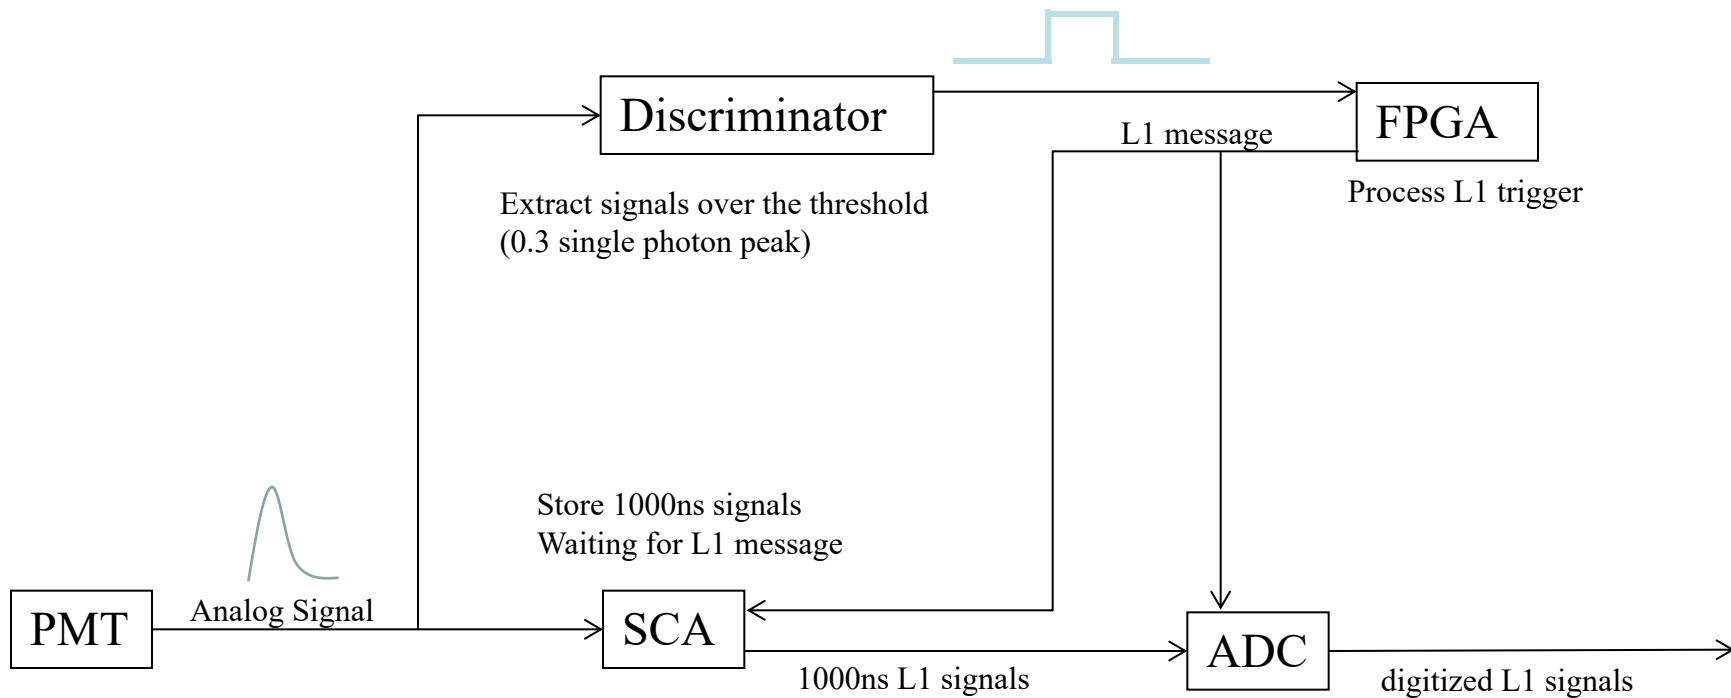 Discriminator
FPGA
L1 message
Process L1 trigger
Extract signals over the threshold
(0.3 single photon peak)
Store 1000ns signals
Waiting for L1 message
PMT
Analog Signal
SCA
1000ns L1 signals
ADC
digitized L1 signals